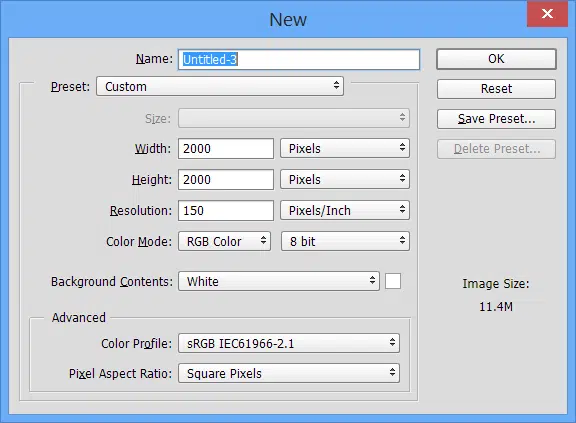 New
Name: Untitled-3
OK
Preset: Custom
Reset
Size:
Save Preset...
Width: 2000 Pixels
Delete Preset...
Height: 2000 Pixels
Resolution: 150 Pixels/Inch
Color Mode: RGB Color 8 bit
Background Contents: White
Image Size:
11.4M
Advanced
Color Profile: sRGB IEC61966-2.1
Pixel Aspect Ratio: Square Pixels